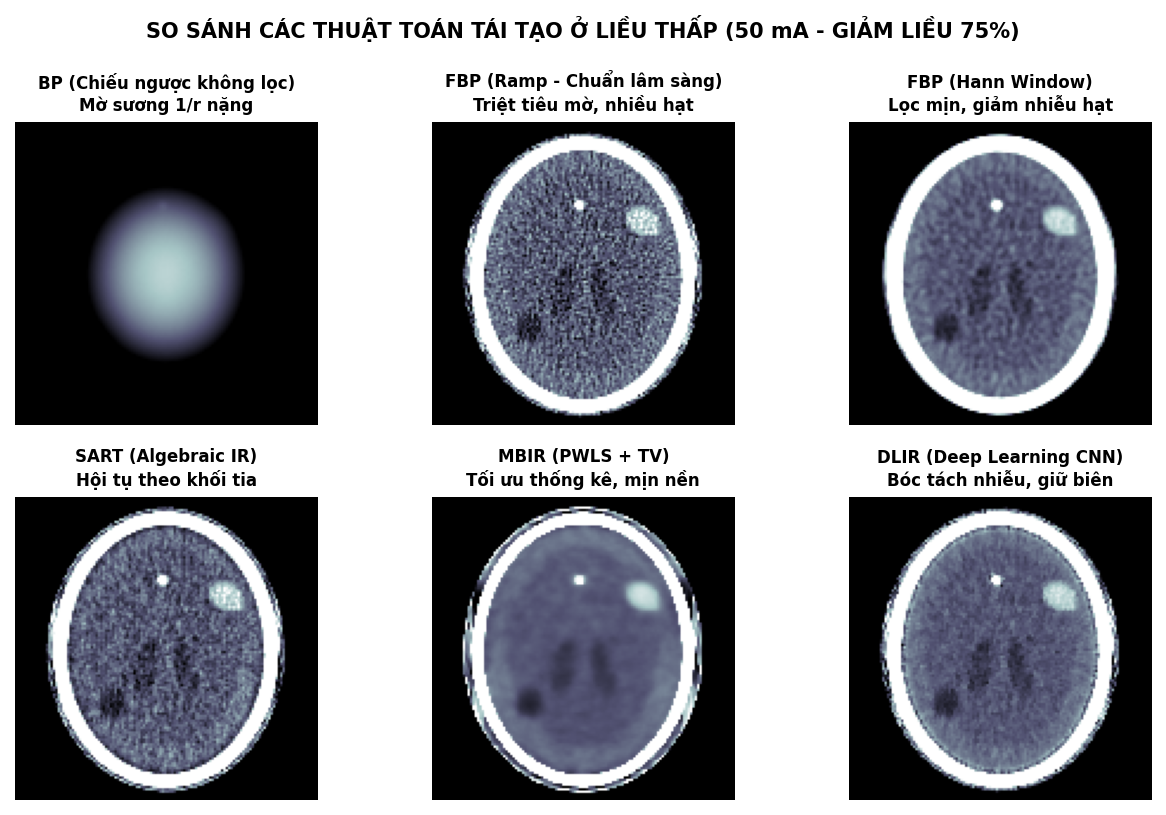 SO SÁNH CÁC THUẬT TOÁN TÁI TẠO Ở LIỀU THẤP (50 mA - GIẢM LIỀU 75%)
BP (Chiếu ngược không lọc)
Mờ sương 1/r nặng
FBP (Ramp - Chuẩn lâm sàng)
Triệt tiêu mờ, nhiều hạt
FBP (Hann Window)
Lọc mịn, giảm nhiễu hạt
SART (Algebraic IR)
Hội tụ theo khối tia
MBIR (PWLS + TV)
Tối ưu thống kê, mịn nền
DLIR (Deep Learning CNN)
Bóc tách nhiễu, giữ biên